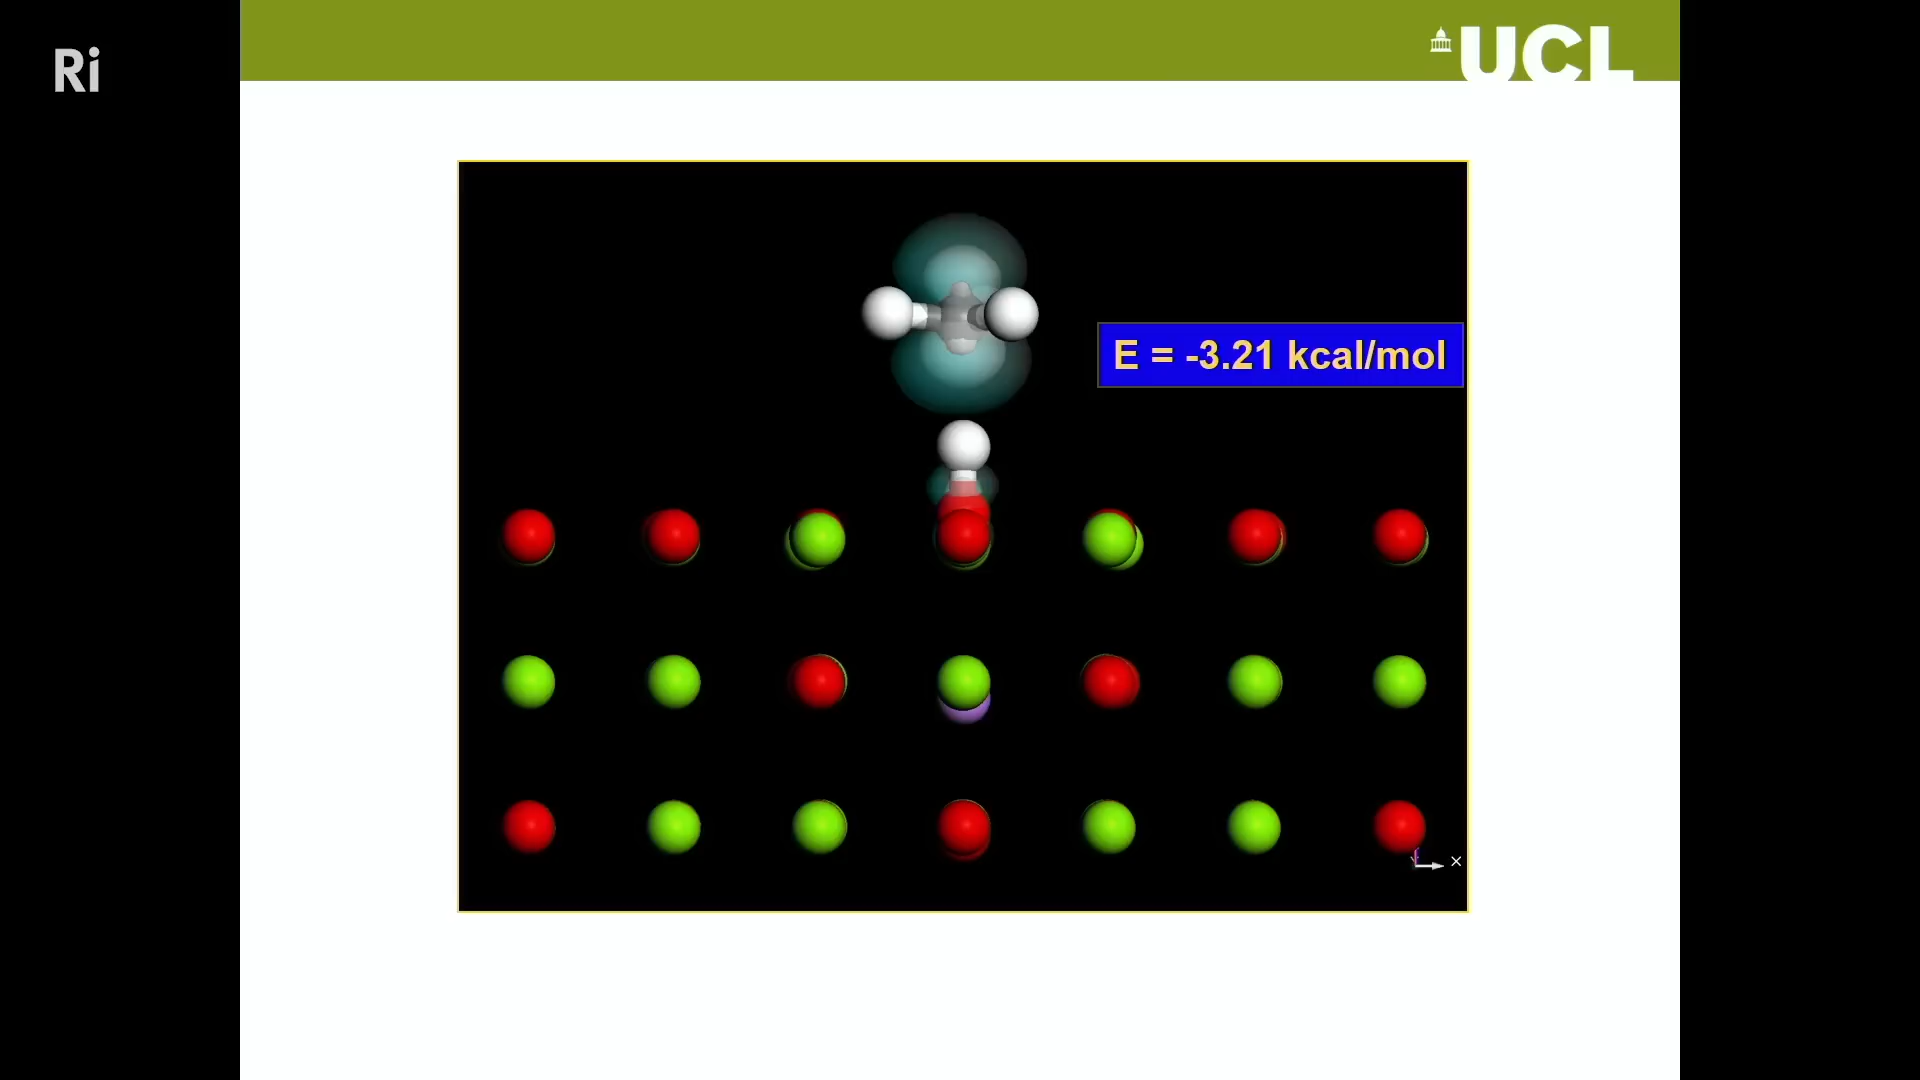 Ri
UCL
E = -3.21 kcal/mol
X